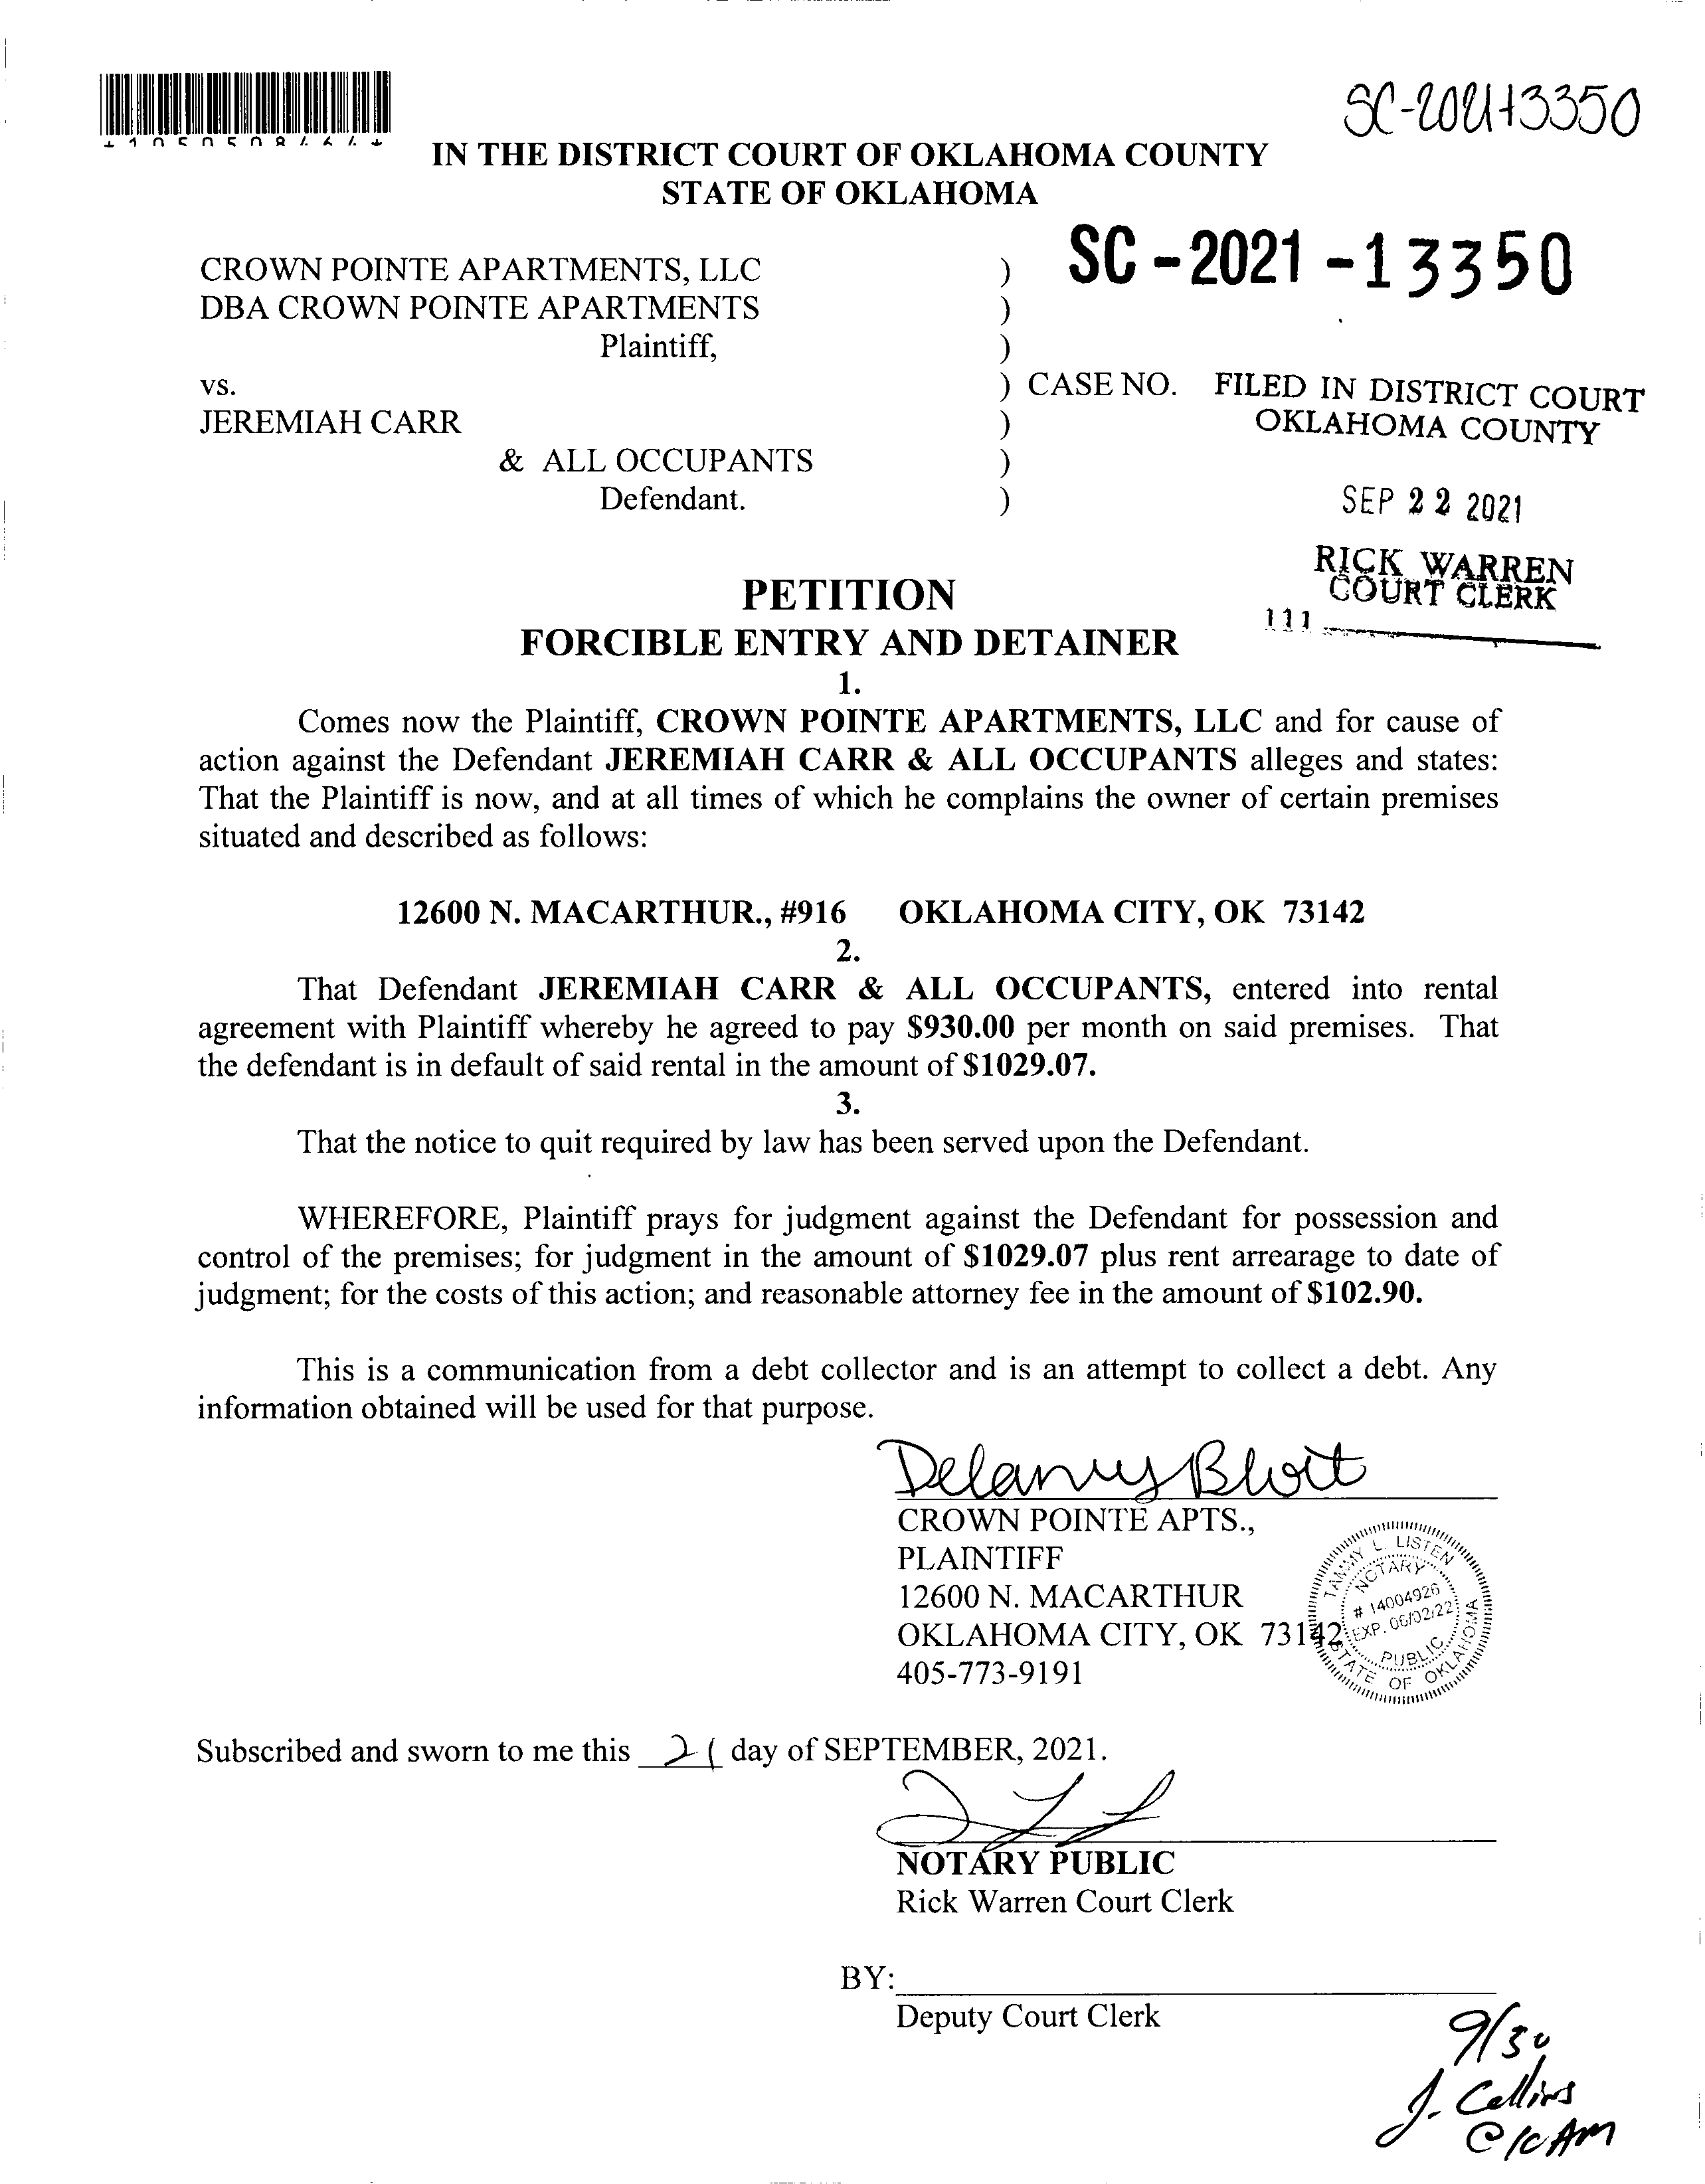 SC-2021-13350
IN THE DISTRICT COURT OF OKLAHOMA COUNTY
STATE OF OKLAHOMA
SC-2021-13350
CROWN POINTE APARTMENTS, LLC )
DBA CROWN POINTE APARTMENTS )
Plaintiff, )
vs. ) CASE NO. FILED IN DISTRICT COURT
OKLAHOMA COUNTY
JEREMIAH CARR )
& ALL OCCUPANTS )
Defendant. )
SEP 22 2021
RICK WARREN
COURT CLERK
111
PETITION
FORCIBLE ENTRY AND DETAINER
1.
Comes now the Plaintiff, CROWN POINTE APARTMENTS, LLC and for cause of
action against the Defendant JEREMIAH CARR & ALL OCCUPANTS alleges and states:
That the Plaintiff is now, and at all times of which he complains the owner of certain premises
situated and described as follows:
12600 N. MACARTHUR., #916 OKLAHOMA CITY, OK 73142
2.
That Defendant JEREMIAH CARR & ALL OCCUPANTS, entered into rental
agreement with Plaintiff whereby he agreed to pay $930.00 per month on said premises. That
the defendant is in default of said rental in the amount of $1029.07.
3.
That the notice to quit required by law has been served upon the Defendant.
WHEREFORE, Plaintiff prays for judgment against the Defendant for possession and
control of the premises; for judgment in the amount of $1029.07 plus rent arrearage to date of
judgment; for the costs of this action; and reasonable attorney fee in the amount of $102.90.
This is a communication from a debt collector and is an attempt to collect a debt. Any
information obtained will be used for that purpose.
CROWN POINTE APTS.,
PLAINTIFF
12600 N. MACARTHUR
OKLAHOMA CITY, OK 73142
405-773-9191
TAMMY L. LISTEN
NOTARY
# 14004926
EXP. 06/02/22
PUBLIC
STATE OF OKLAHOMA
Subscribed and sworn to me this 21 day of SEPTEMBER, 2021.
NOTARY PUBLIC
Rick Warren Court Clerk
BY:
Deputy Court Clerk
9/30
J. Collins